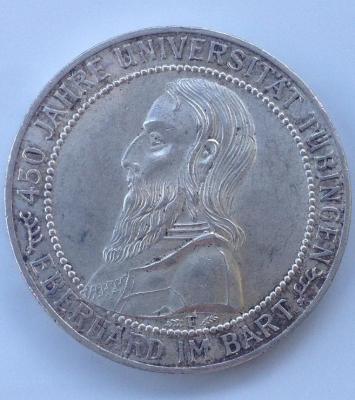 450 JAHRE UNIVERSITÄT TÜBINGEN
EBERHARD IM BART
F